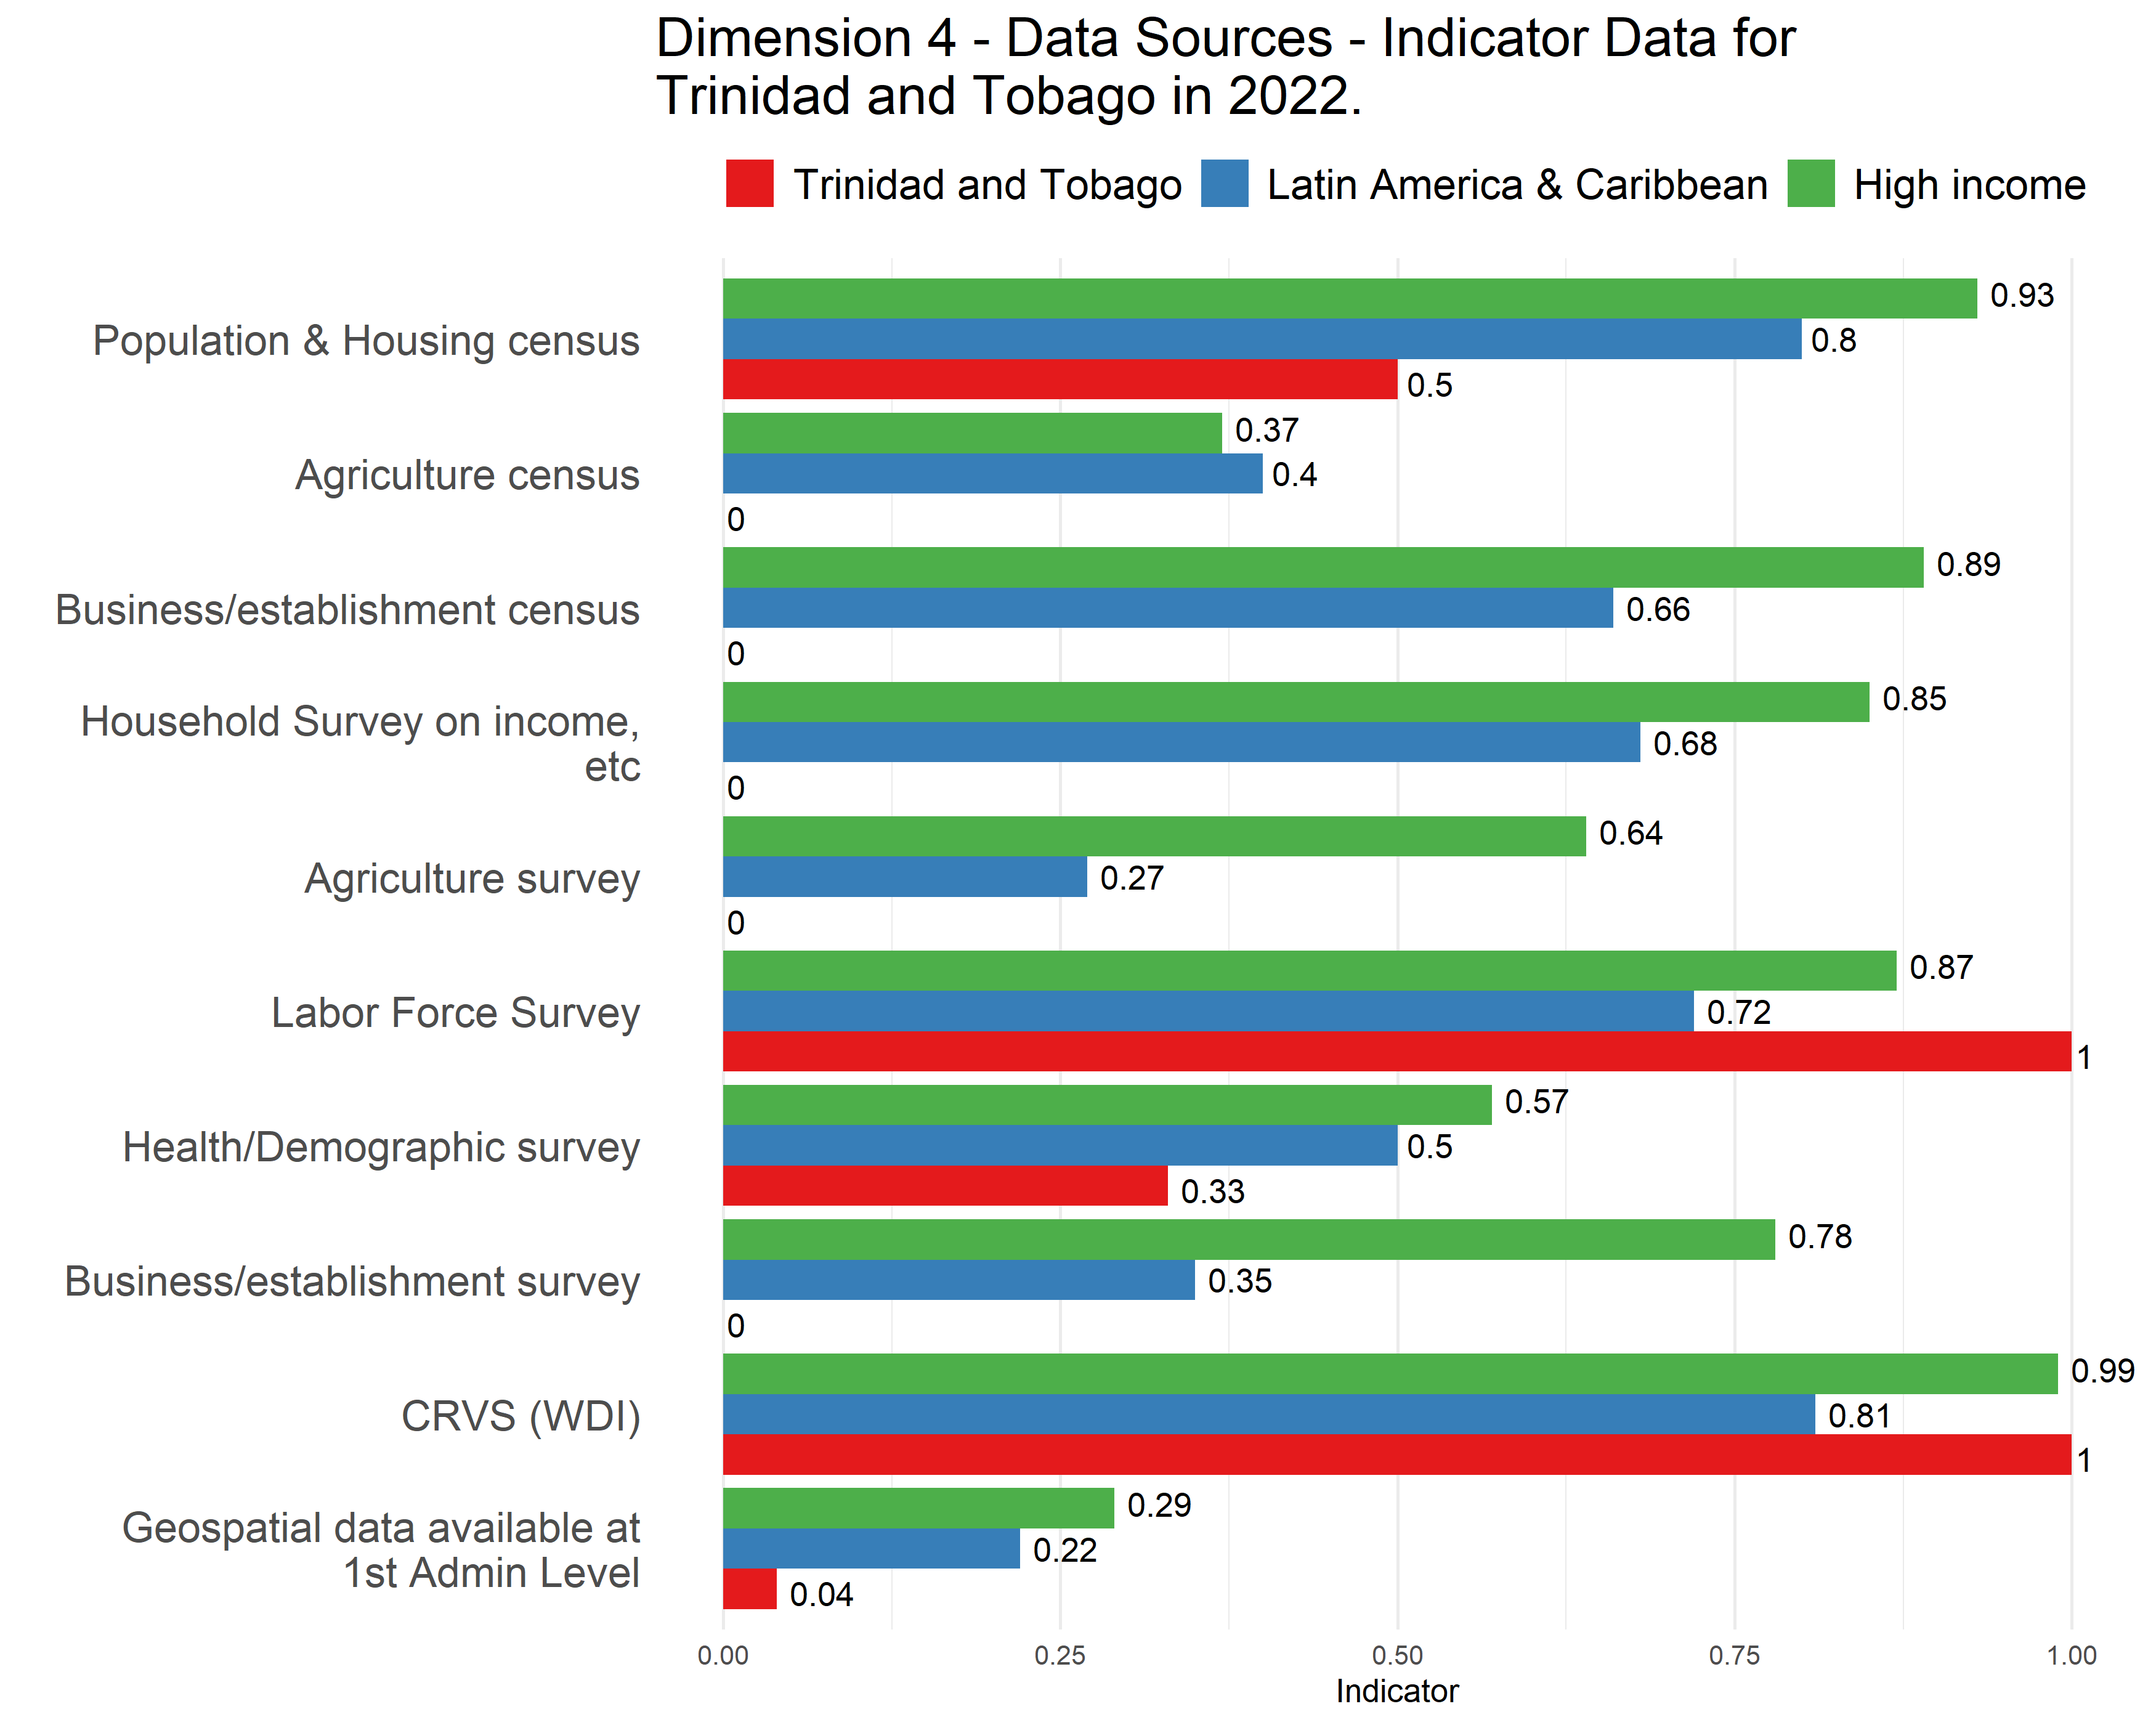 Dimension 4 - Data Sources - Indicator Data for
Trinidad and Tobago in 2022.
Trinidad and Tobago Latin America & Caribbean High income
Population & Housing census
0.93
0.8
0.5
Agriculture census
0.37
0.4
0
Business/establishment census
0.89
0.66
0
Household Survey on income,
etc
0.85
0.68
0
Agriculture survey
0.64
0.27
0
Labor Force Survey
0.87
0.72
1
Health/Demographic survey
0.57
0.5
0.33
Business/establishment survey
0.78
0.35
0
CRVS (WDI)
0.99
0.81
1
Geospatial data available at
1st Admin Level
0.29
0.22
0.04
0.00 0.25 0.50 0.75 1.00
Indicator